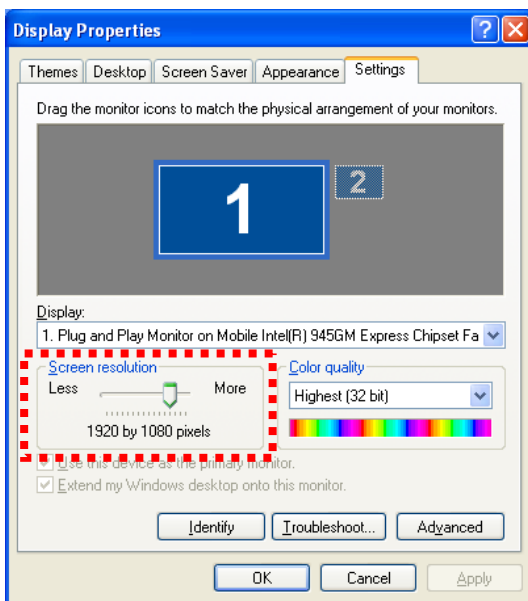 Display Properties
Themes Desktop Screen Saver Appearance Settings
Drag the monitor icons to match the physical arrangement of your monitors.
1 2
Display:
1. Plug and Play Monitor on Mobile Intel(R) 945GM Express Chipset Fa
Screen resolution
Less More
1920 by 1080 pixels
Color quality
Highest (32 bit)
Use this device as the primary monitor.
Extend my Windows desktop onto this monitor.
Identify Troubleshoot... Advanced
OK Cancel Apply